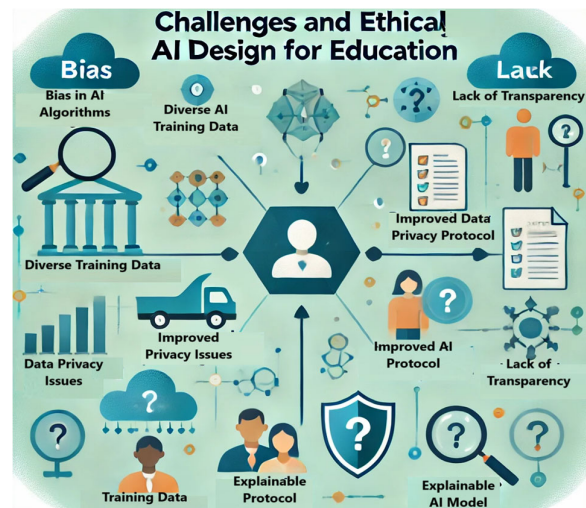 Challenges and Ethical
AI Design for Education
Bias
Lack
Bias in AI
Algorithms
Diverse AI
Training Data
Lack of Transparency
Improved Data
Privacy Protocol
Diverse Training Data
Data Privacy
Issues
Improved
Privacy Issues
Improved AI
Protocol
Lack of
Transparency
?
?
?
?
?
?
?
?
?
Training Data
Explainable
Protocol
Explainable
AI Model